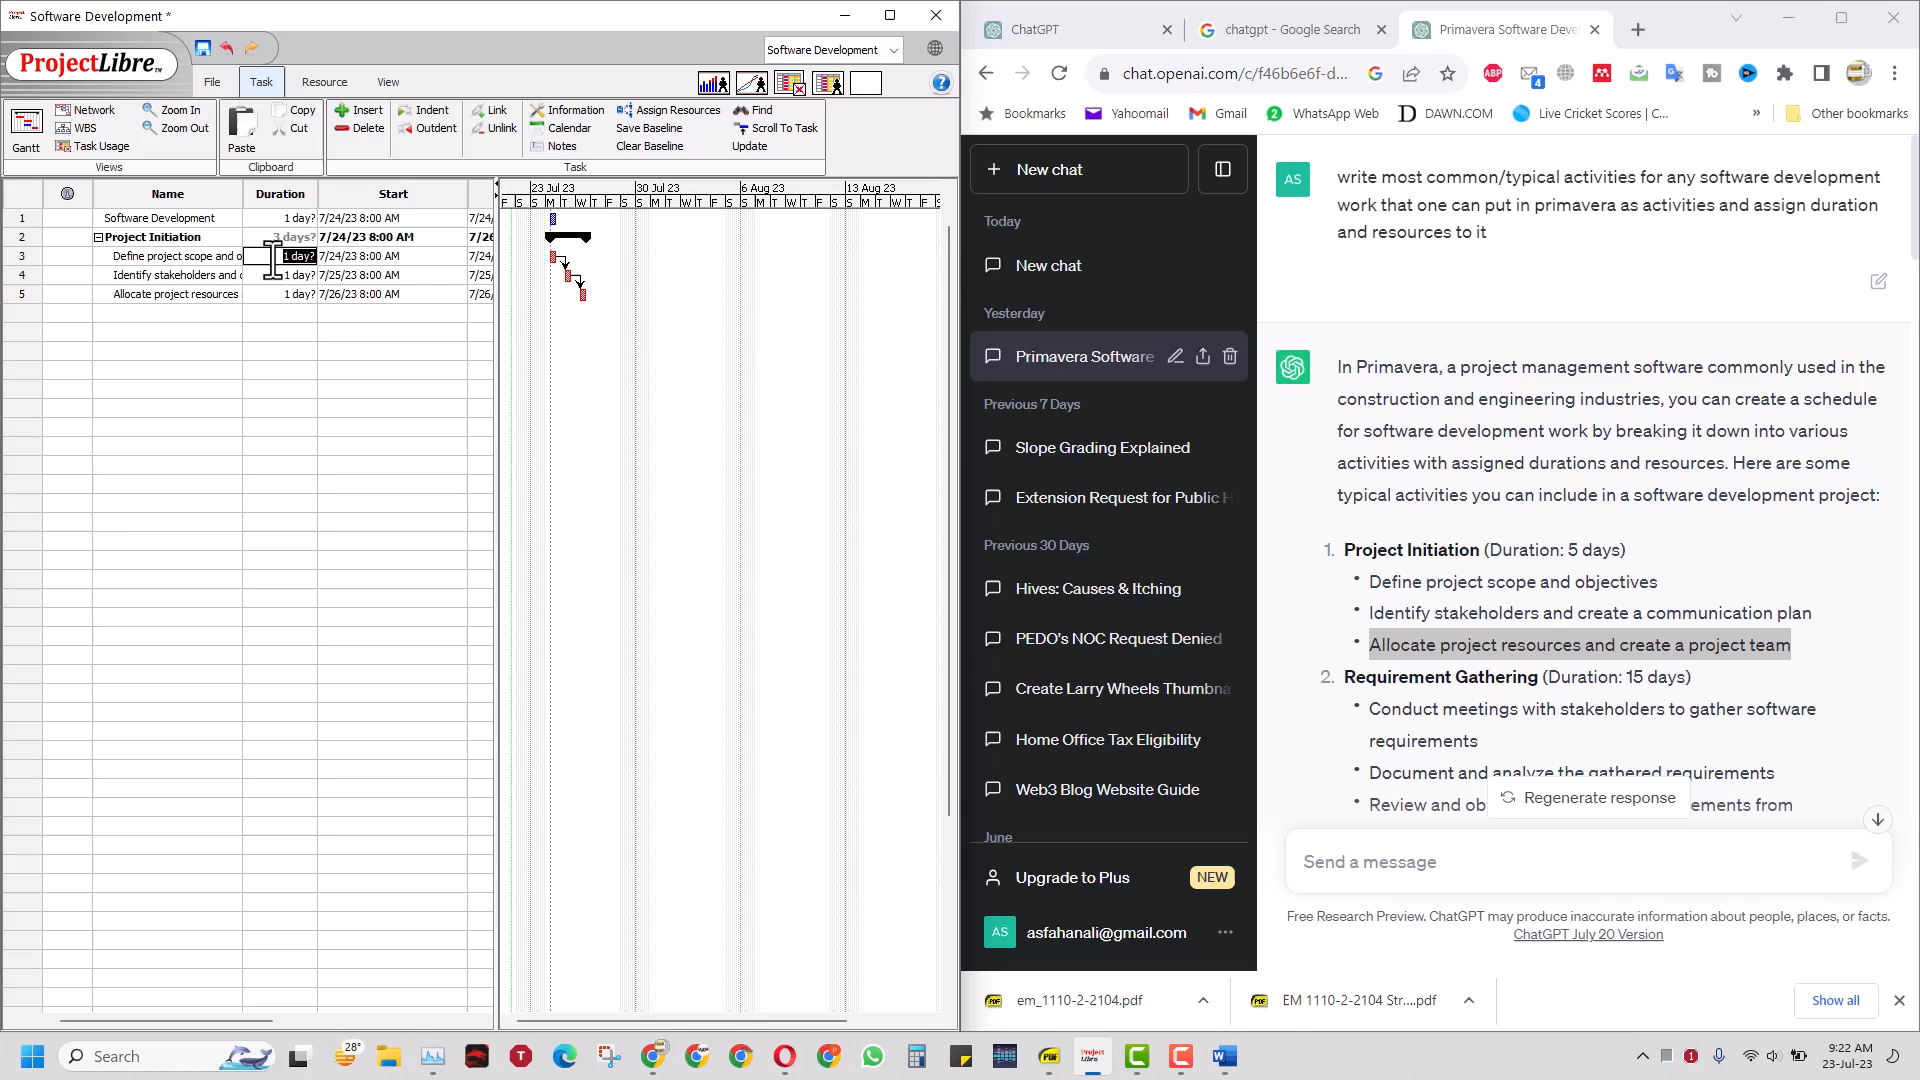 Software Development *
ProjectLibre
Software Development
File
Task
Resource
View
Gantt
Network
WBS
Task Usage
Zoom In
Zoom Out
Views
Paste
Copy
Cut
Clipboard
Insert
Delete
Indent
Outdent
Link
Unlink
Information
Calendar
Notes
Assign Resources
Save Baseline
Clear Baseline
Find
Scroll To Task
Update
Task
Name
Duration
Start
1 Software Development 1 day? 7/24/23 8:00 AM 7/24/
2 Project Initiation 3 days? 7/24/23 8:00 AM 7/26
3 Define project scope and o 1 day? 7/24/23 8:00 AM 7/24/
4 Identify stakeholders and c 1 day? 7/25/23 8:00 AM 7/25/
5 Allocate project resources 1 day? 7/26/23 8:00 AM 7/26/
23 Jul 23 30 Jul 23 6 Aug 23 13 Aug 23
F S S M T W T F S S M T W T F S S M T W T F S S M T W T F S
ChatGPT
chatgpt - Google Search
Primavera Software Deve
chat.openai.com/c/f46b6e6f-d...
Bookmarks
Yahoomail
Gmail
WhatsApp Web
DAWN.COM
Live Cricket Scores | C...
»
Other bookmarks
New chat
Today
New chat
Yesterday
Primavera Software
Previous 7 Days
Slope Grading Explained
Extension Request for Public H
Previous 30 Days
Hives: Causes & Itching
PEDO's NOC Request Denied
Create Larry Wheels Thumbna
Home Office Tax Eligibility
Web3 Blog Website Guide
June
Upgrade to Plus NEW
AS asfahanali@gmail.com
AS
write most common/typical activities for any software development
work that one can put in primavera as activities and assign duration
and resources to it
In Primavera, a project management software commonly used in the
construction and engineering industries, you can create a schedule
for software development work by breaking it down into various
activities with assigned durations and resources. Here are some
typical activities you can include in a software development project:
1. Project Initiation (Duration: 5 days)
• Define project scope and objectives
• Identify stakeholders and create a communication plan
• Allocate project resources and create a project team
2. Requirement Gathering (Duration: 15 days)
• Conduct meetings with stakeholders to gather software
requirements
• Document and analyze the gathered requirements
• Review and ob ements from
Regenerate response
Send a message
Free Research Preview. ChatGPT may produce inaccurate information about people, places, or facts.
ChatGPT July 20 Version
em_1110-2-2104.pdf
EM 1110-2-2104 Str....pdf
Show all
Search
28°
9:22 AM
23-Jul-23